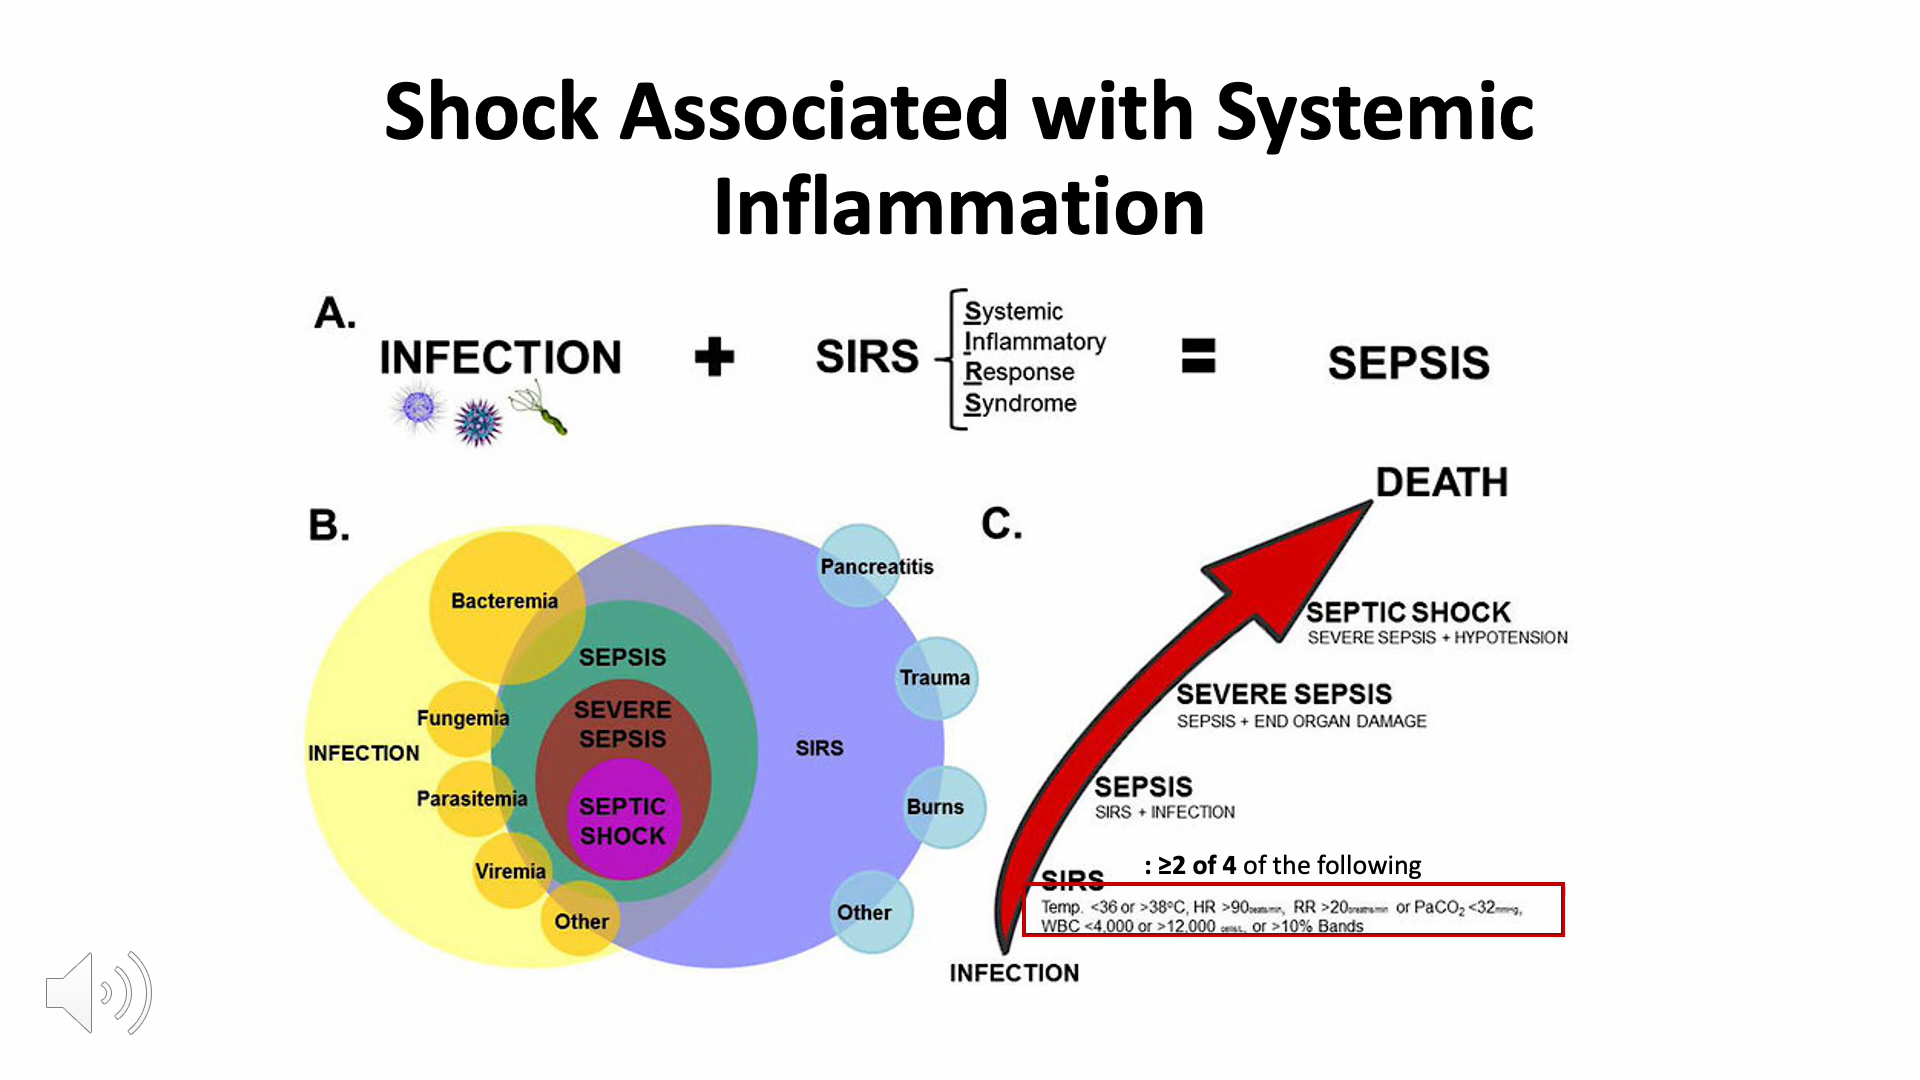 Shock Associated with Systemic
Inflammation
A.
INFECTION
SIRS
Systemic
Inflammatory
Response
Syndrome
=
SEPSIS
B.
Bacteremia
Fungemia
INFECTION
Parasitemia
Viremia
Other
SEPSIS
SEVERE
SEPSIS
SEPTIC
SHOCK
SIRS
Pancreatitis
Trauma
Burns
Other
C.
DEATH
SEPTIC SHOCK
SEVERE SEPSIS + HYPOTENSION
SEVERE SEPSIS
SEPSIS + END ORGAN DAMAGE
SEPSIS
SIRS + INFECTION
SIRS : ≥2 of 4 of the following
Temp. <36 or >38°C, HR >90beats/min, RR >20breaths/min or PaCO2 <32mmHg,
WBC <4,000 or >12,000 cells/L, or >10% Bands
INFECTION